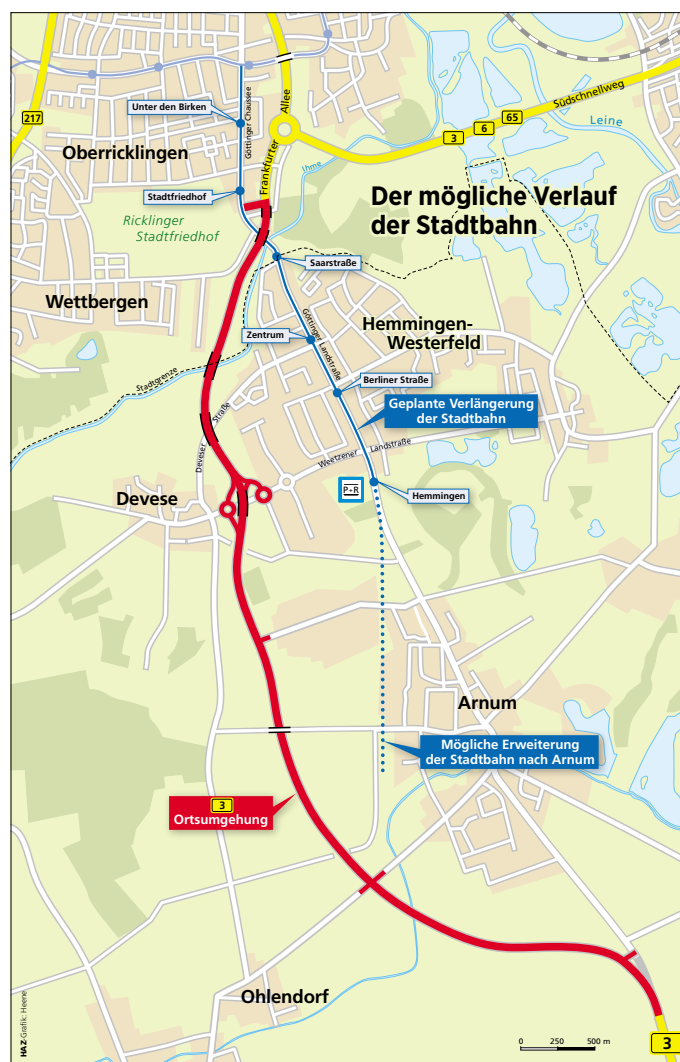 Unter den Birken
Göttinger Chaussee
Frankfurter
Allee
217
3
6
65
Südschnellweg
Leine
Oberricklingen
Ihme
Stadtfriedhof
Ricklinger
Stadtfriedhof
Der mögliche Verlauf
der Stadtbahn
Saarstraße
Wettbergen
Zentrum
Göttinger
Landstraße
Hemmingen-
Westerfeld
Stadtgrenze
Berliner Straße
Geplante Verlängerung
der Stadtbahn
Deveser
Straße
Weetzener
Landstraße
Devese
P+R
Hemmingen
Arnum
Mögliche Erweiterung
der Stadtbahn nach Arnum
3
Ortsumgehung
Ohlendorf
HAZ-Grafik: Heene
0 250 500 m
3